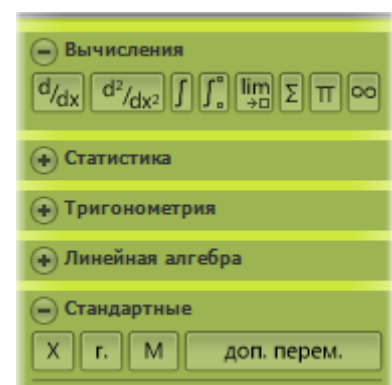 Вычисления
d/dx d²/dx² ∫ ∫ lim→□ Σ π ∞
Статистика
Тригонометрия
Линейная алгебра
Стандартные
X г. M доп. перем.